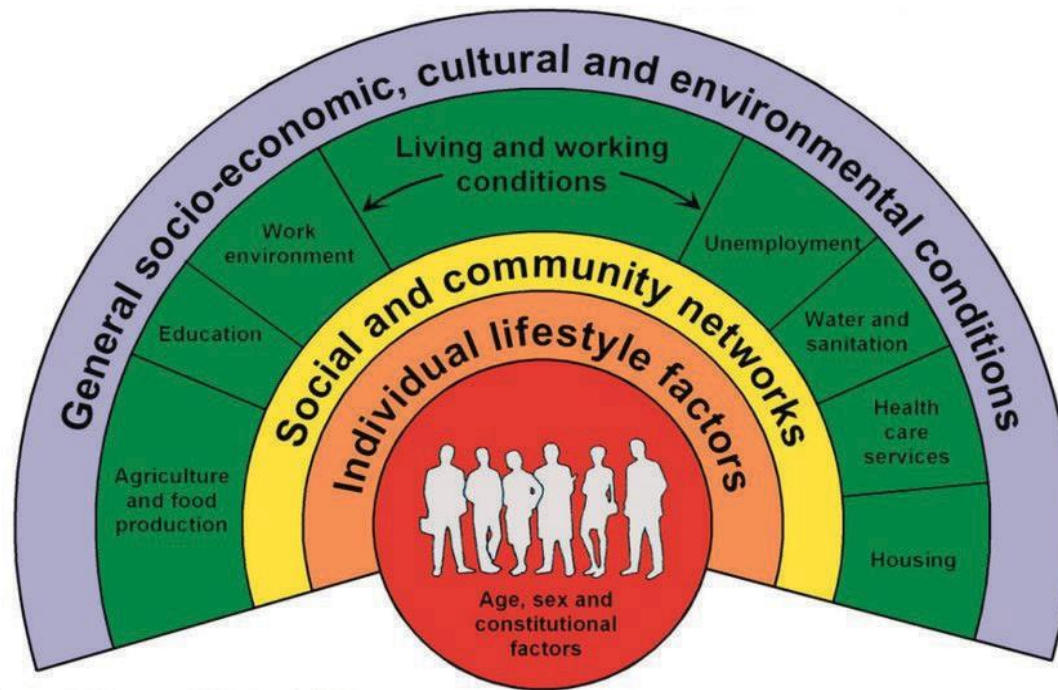 General socio-economic, cultural and environmental conditions
Living and working
conditions
Work
environment
Unemployment
Education
Water and
sanitation
Agriculture
and food
production
Health
care
services
Housing
Social and community networks
Individual lifestyle factors
Age, sex and
constitutional
factors